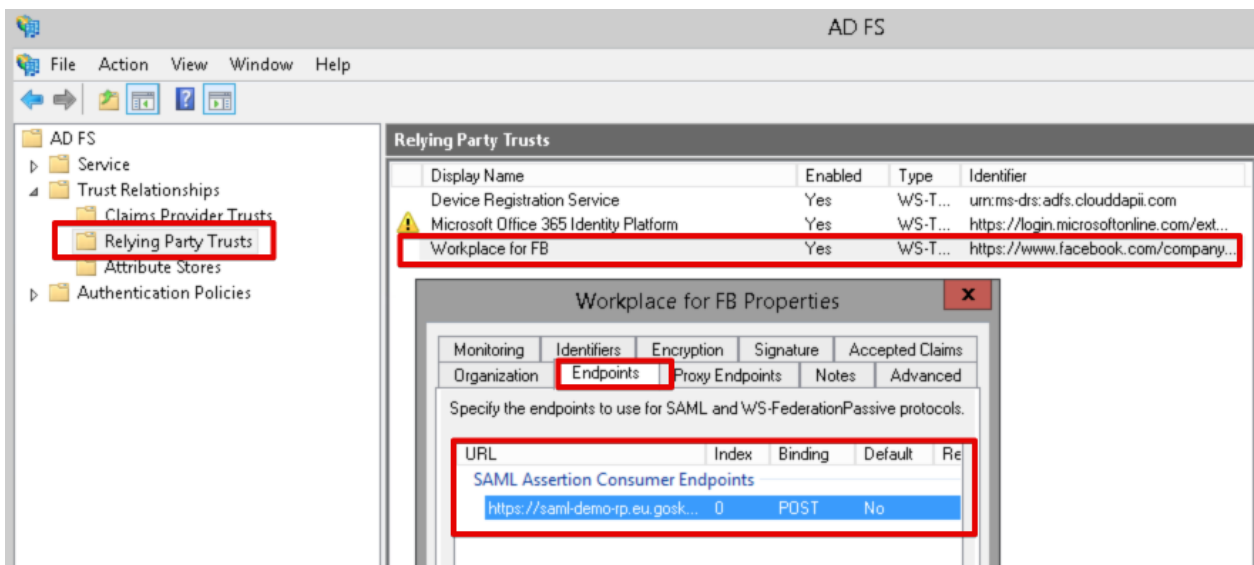 AD FS
File Action View Window Help
AD FS
Service
Trust Relationships
Claims Provider Trusts
Relying Party Trusts
Attribute Stores
Authentication Policies
Relying Party Trusts
Display Name Enabled Type Identifier
Device Registration Service Yes WS-T... urn:ms-drs:adfs.clouddapii.com
Microsoft Office 365 Identity Platform Yes WS-T... https://login.microsoftonline.com/ext...
Workplace for FB Yes WS-T... https://www.facebook.com/company...
Workplace for FB Properties x
Monitoring Identifiers Encryption Signature Accepted Claims
Organization Endpoints Proxy Endpoints Notes Advanced
Specify the endpoints to use for SAML and WS-FederationPassive protocols.
URL Index Binding Default Re
SAML Assertion Consumer Endpoints
https://saml-demo-rp.eu.gosk... 0 POST No